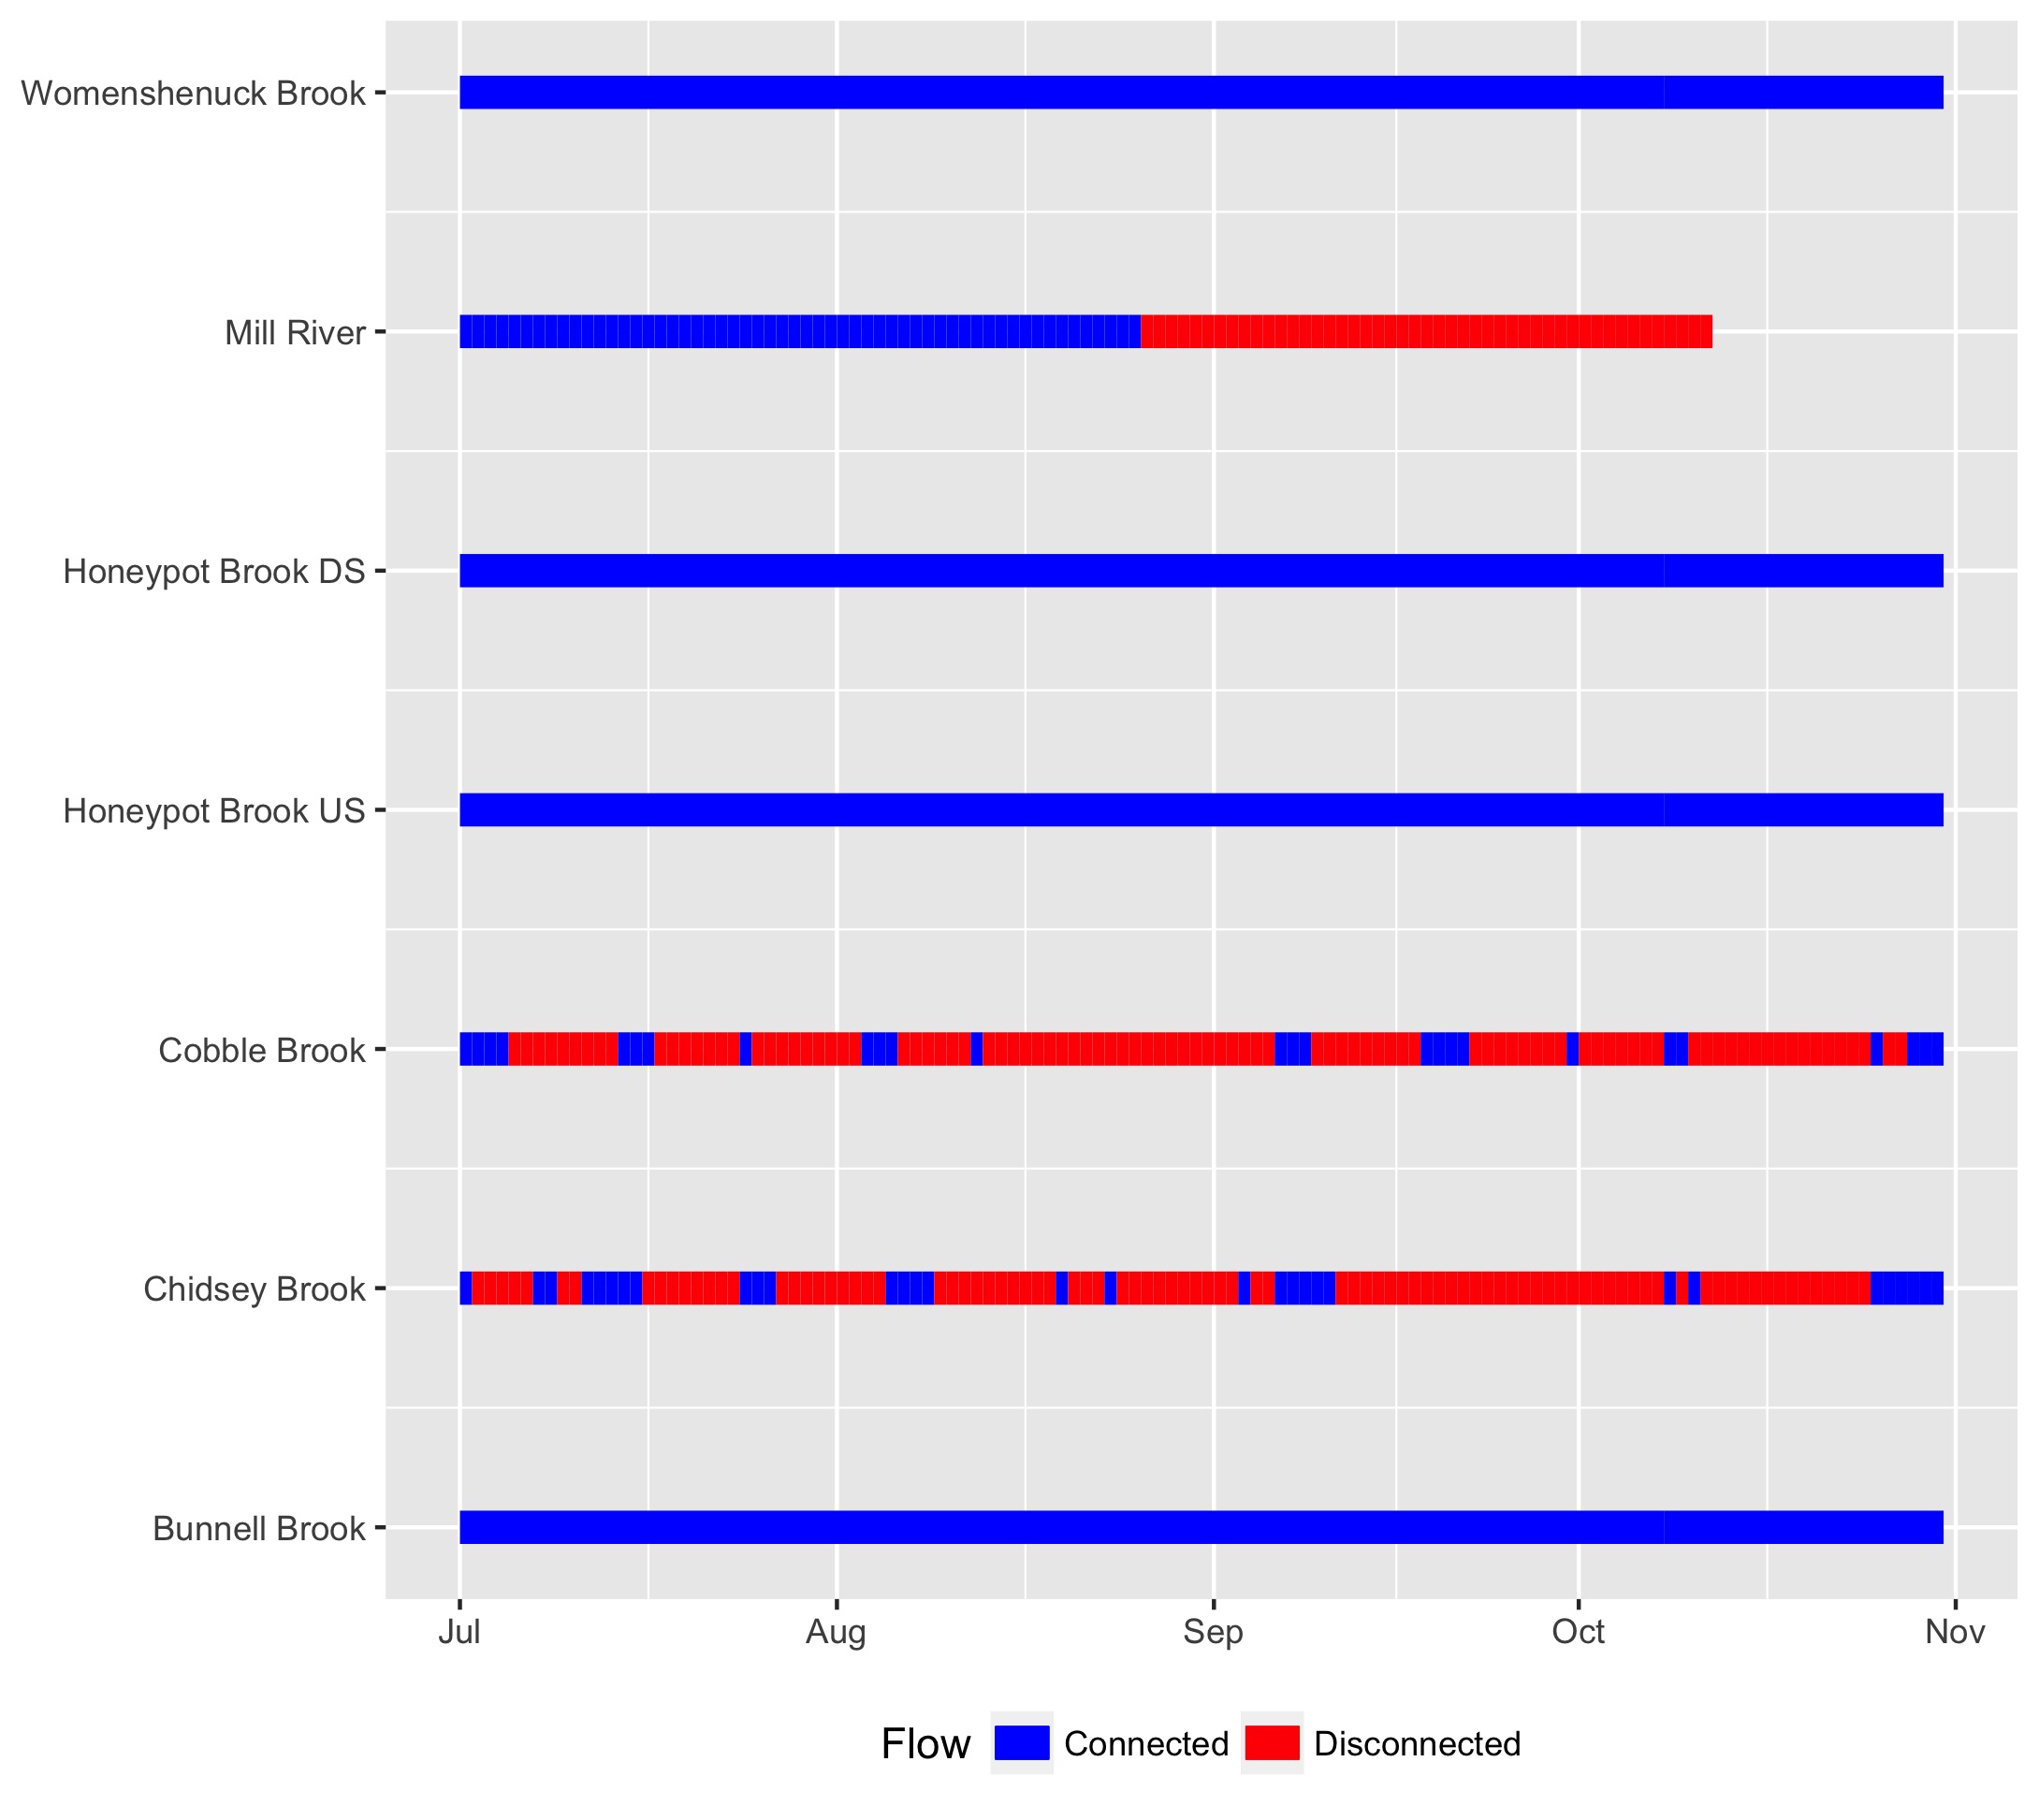 Womenshenuck Brook
Mill River
Honeypot Brook DS
Honeypot Brook US
Cobble Brook
Chidsey Brook
Bunnell Brook
Jul Aug Sep Oct Nov
Flow Connected Disconnected